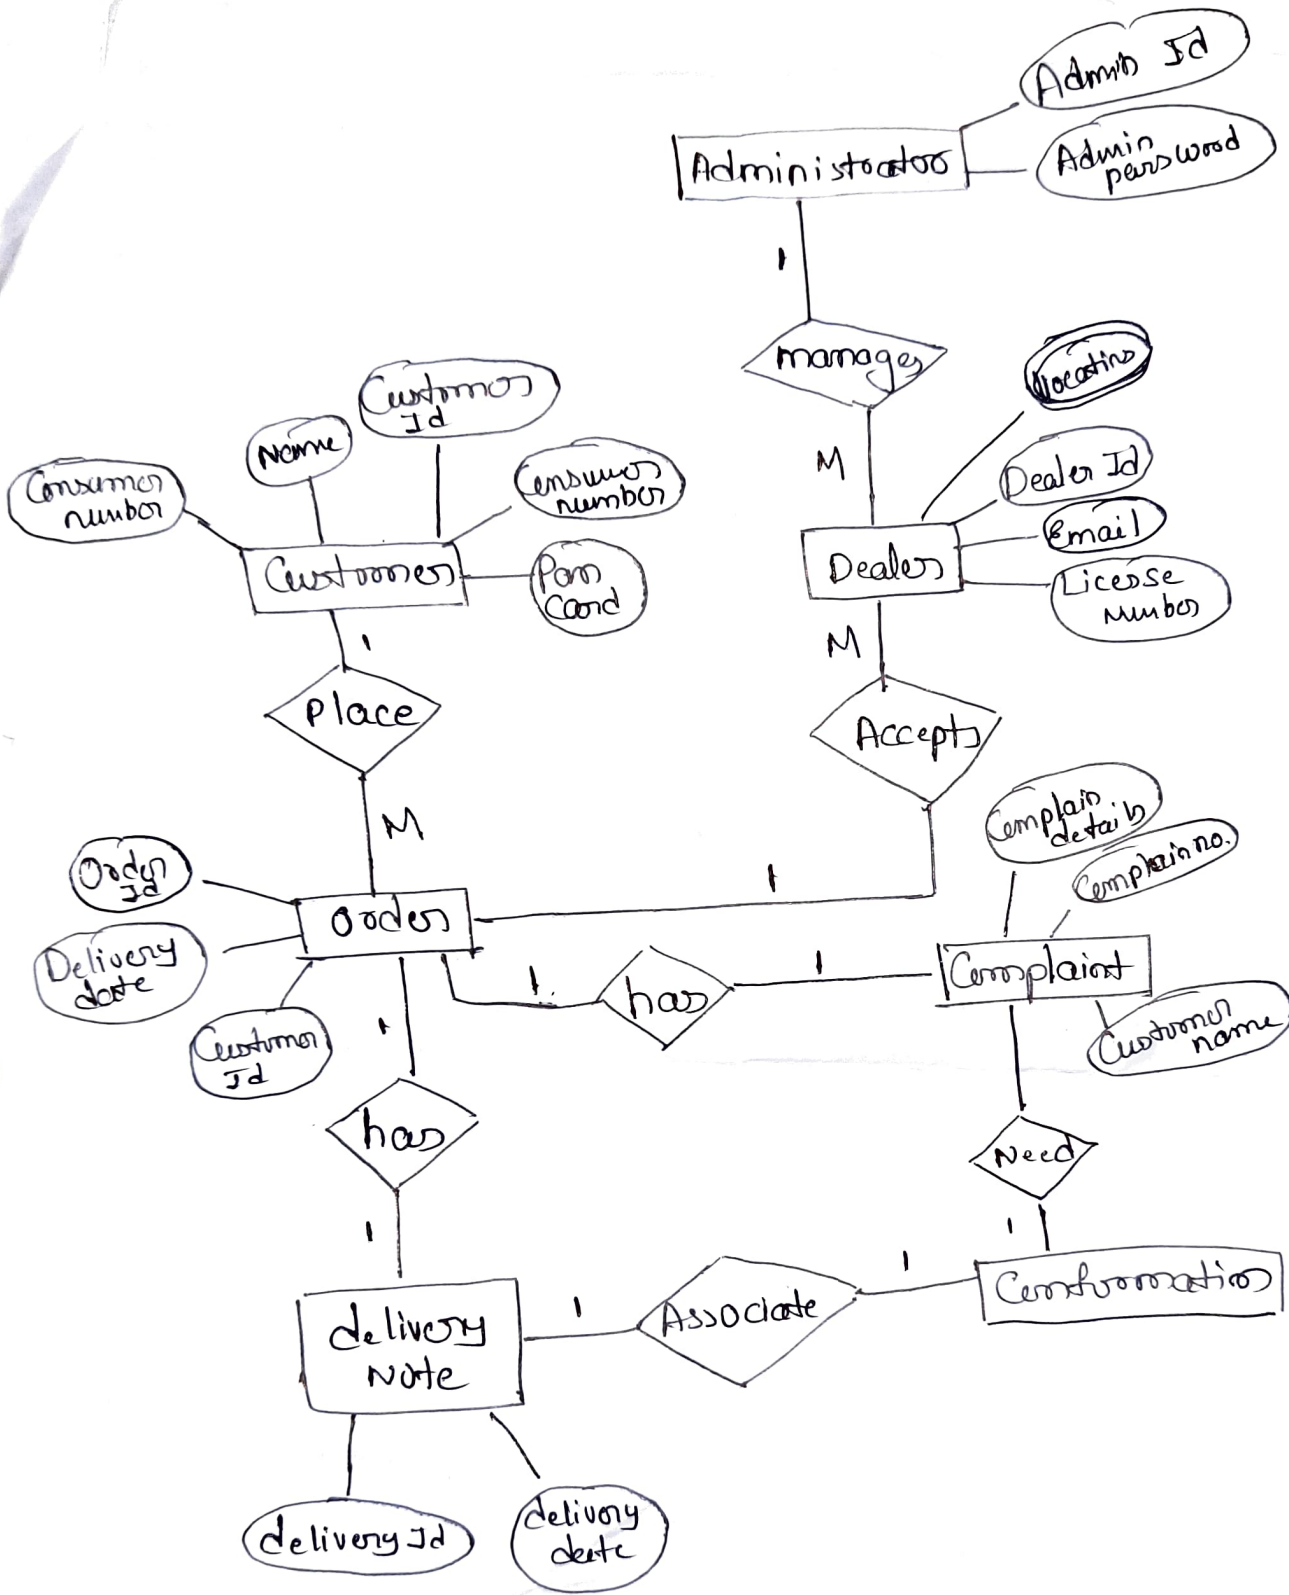 Admin Id
Administrator
Admin
password
1
manages
Location
M
Dealer Id
Email
Dealer
License
Number
M
Accepts
Customer
Id
Name
Consumer
number
Consumer
number
Customer
Pan
Card
1
Place
M
Order
Id
Order
1
Delivery
date
Customer
Id
1
has
1
Complain
details
Complain no.
Complaint
Customer
name
1
has
1
Need
1
Confirmation
delivery
Note
1
Associate
1
delivery Id
delivery
date